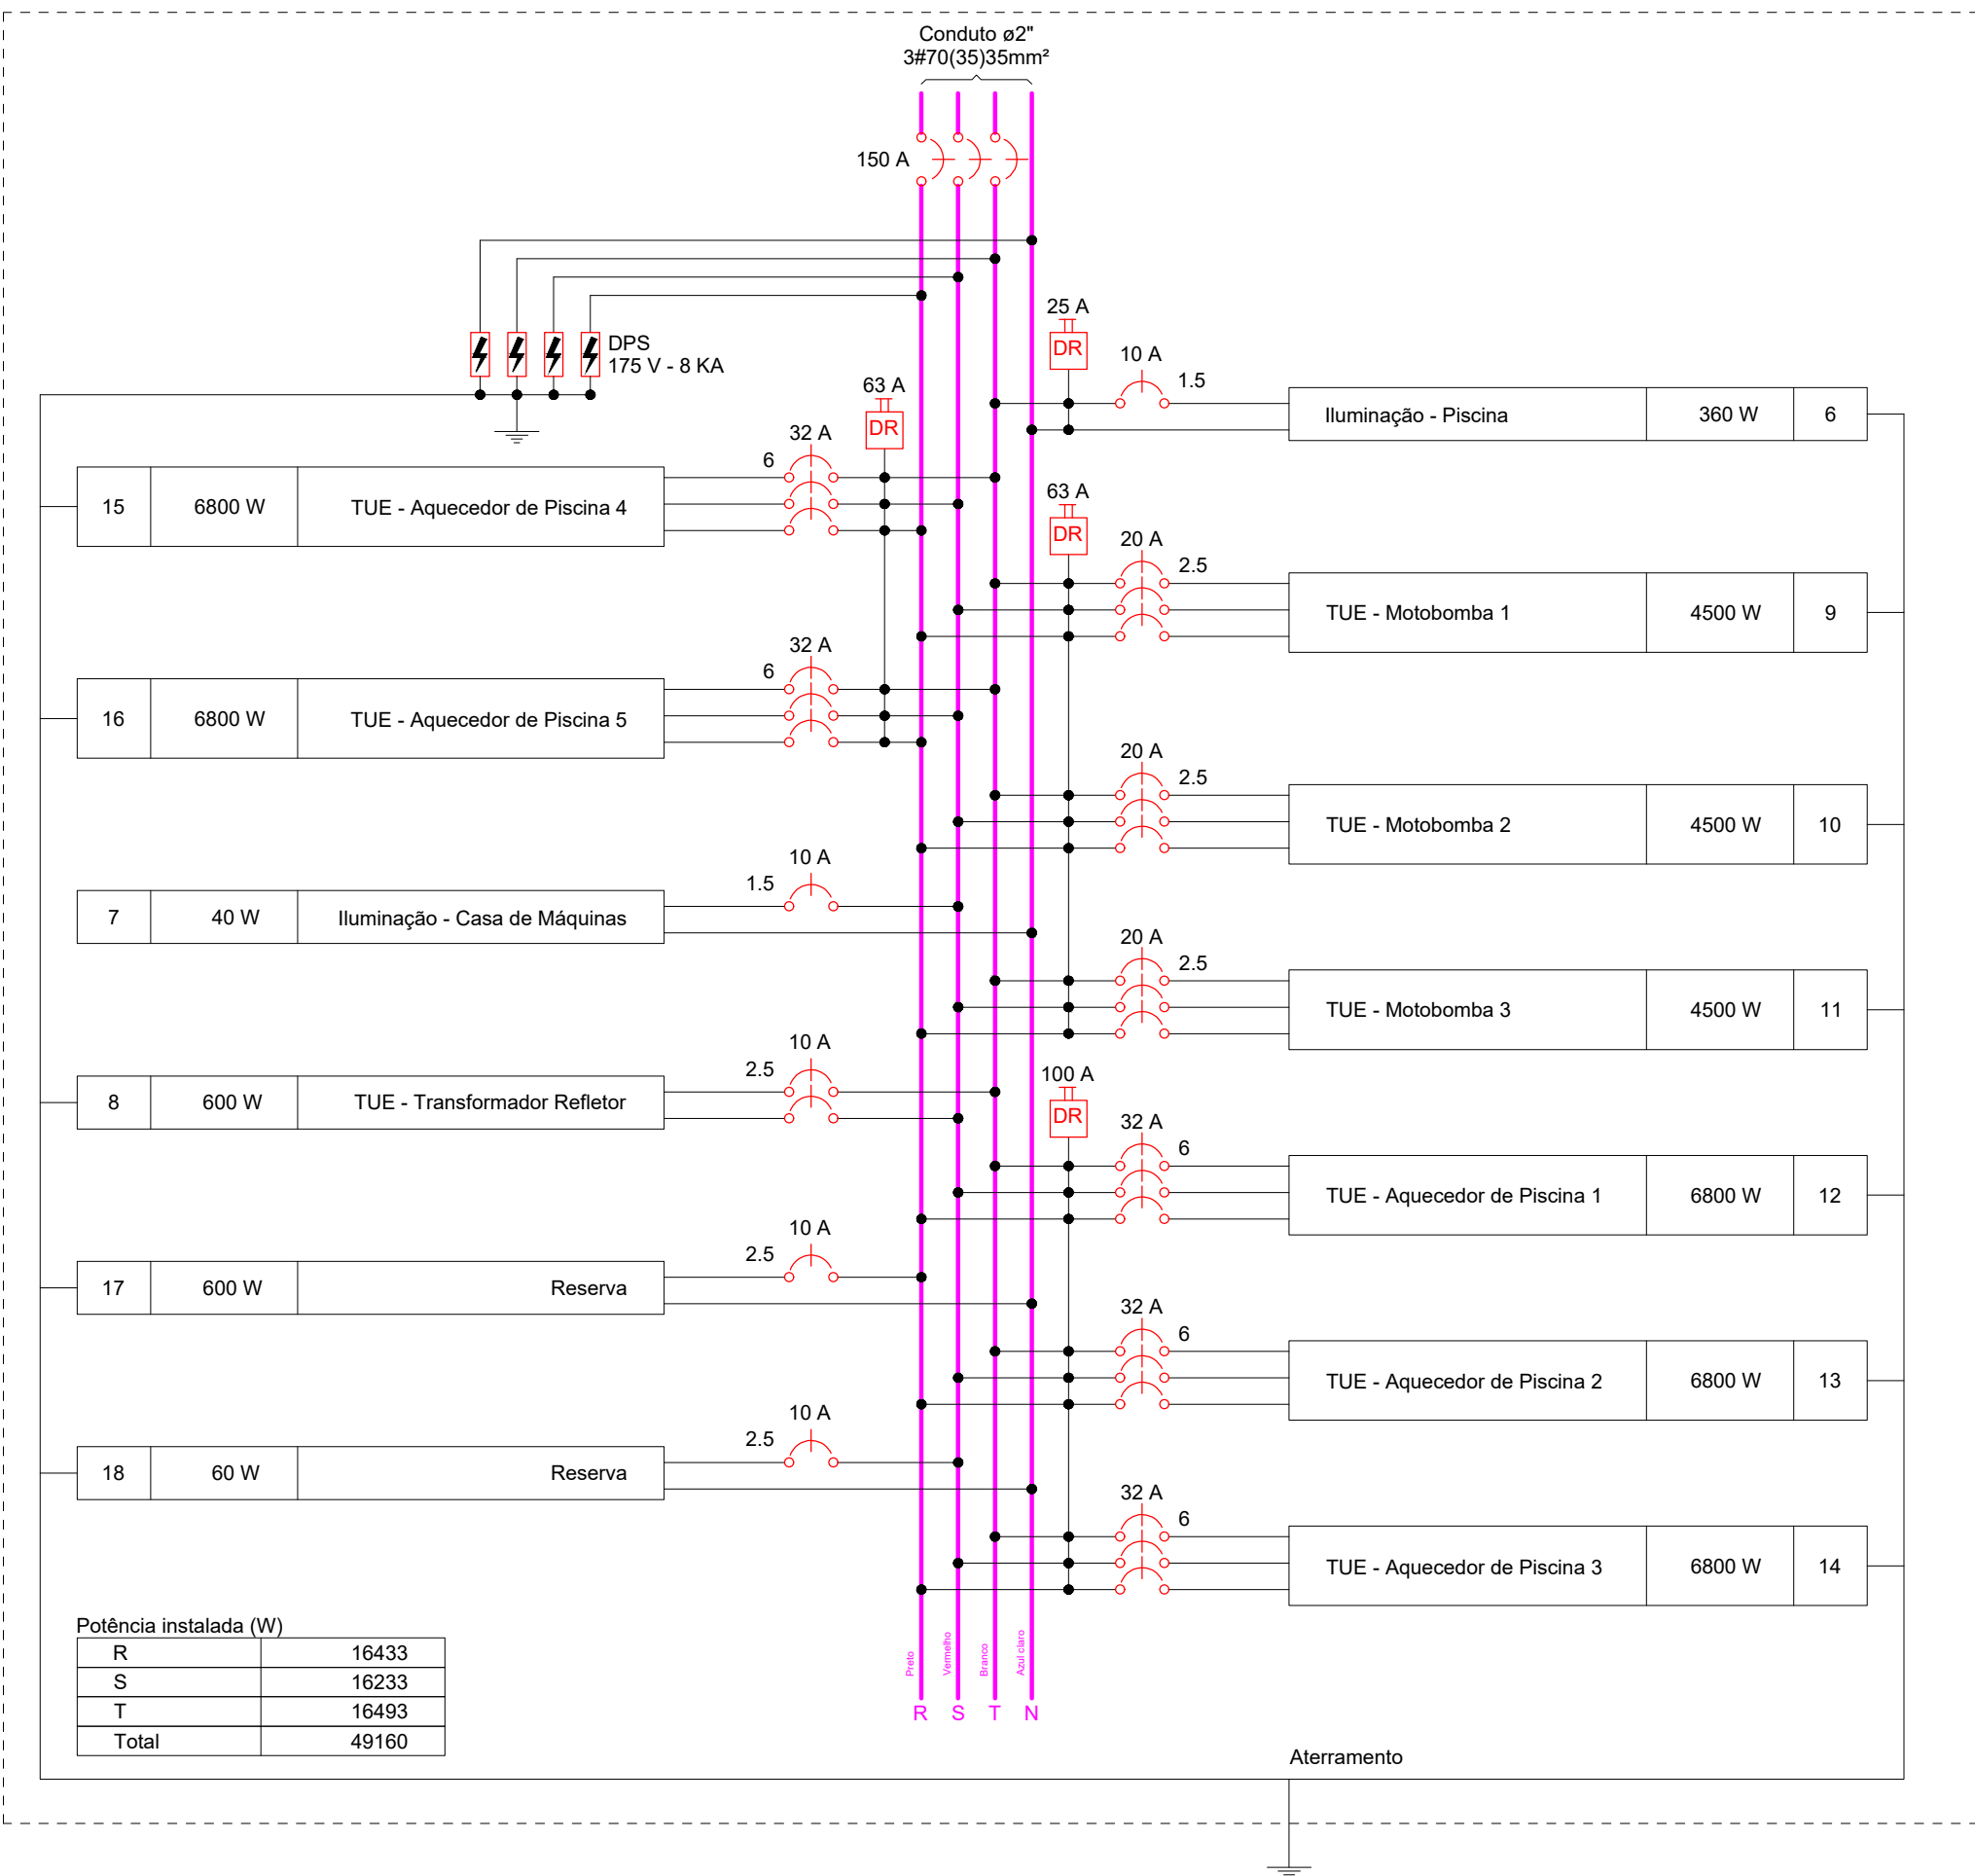 Conduto ø2"
3#70(35)35mm²
150 A
DPS
175 V - 8 KA
25 A
DR
10 A
1.5
Iluminação - Piscina 360 W 6
63 A
DR
32 A
6
15 6800 W TUE - Aquecedor de Piscina 4
63 A
DR
20 A
2.5
TUE - Motobomba 1 4500 W 9
32 A
6
16 6800 W TUE - Aquecedor de Piscina 5
20 A
2.5
TUE - Motobomba 2 4500 W 10
10 A
1.5
7 40 W Iluminação - Casa de Máquinas
20 A
2.5
TUE - Motobomba 3 4500 W 11
10 A
2.5
8 600 W TUE - Transformador Refletor
100 A
DR
32 A
6
TUE - Aquecedor de Piscina 1 6800 W 12
10 A
2.5
17 600 W Reserva
32 A
6
TUE - Aquecedor de Piscina 2 6800 W 13
10 A
2.5
18 60 W Reserva
32 A
6
TUE - Aquecedor de Piscina 3 6800 W 14
Potência instalada (W)
R 16433
S 16233
T 16493
Total 49160
Preto
Vermelho
Branco
Azul claro
R S T N
Aterramento